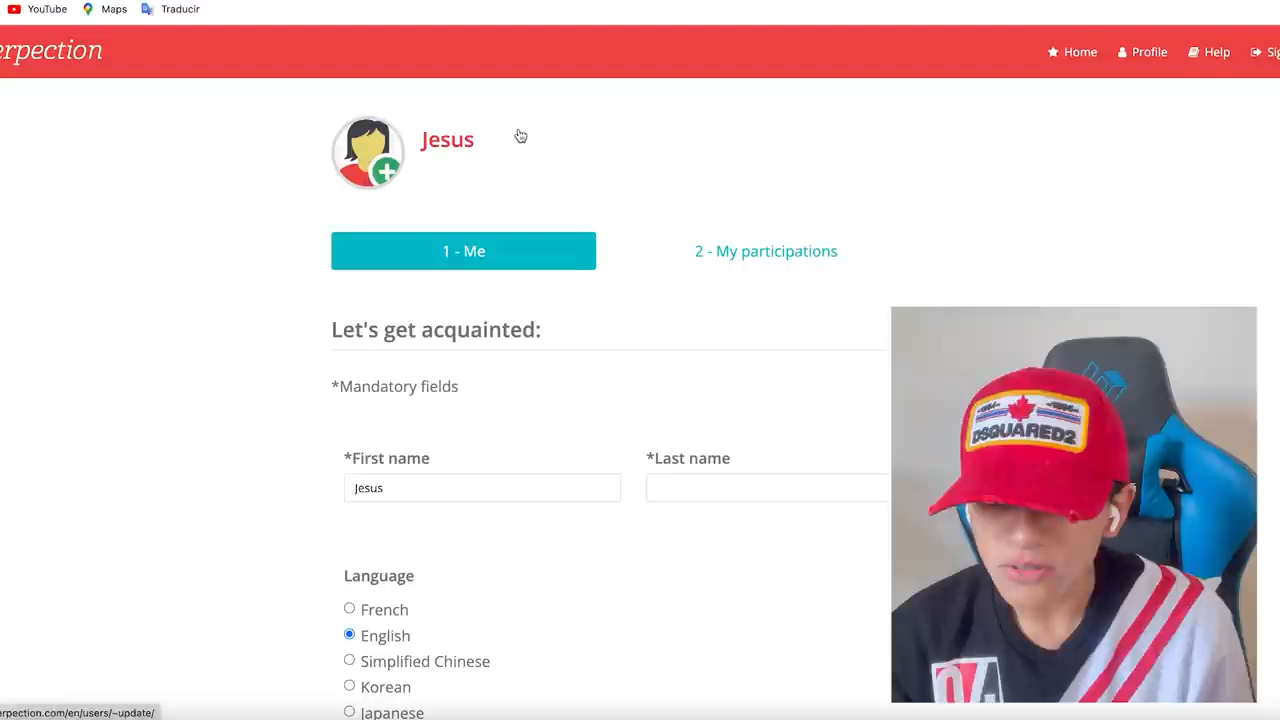 YouTube Maps Traducir
erpection
Home Profile Help
Jesus
1 - Me 2 - My participations
Let's get acquainted:
*Mandatory fields
*First name *Last name
Jesus
Language
French
English
Simplified Chinese
Korean
Japanese
DSQUARED2
erpection.com/en/users/~update/